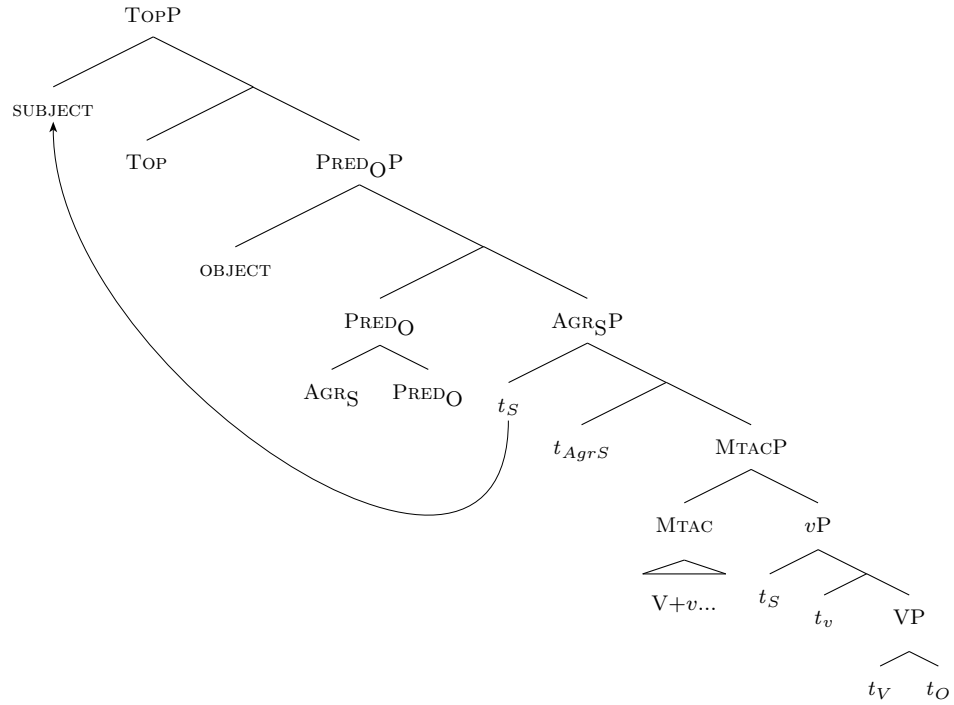 TOPP
SUBJECT
TOP
PREDOP
OBJECT
PREDO
AGRSP
AGRS
PREDO
tS
tAgrS
MTACP
MTAC
vP
V+v...
tS
tv
VP
tV
tO